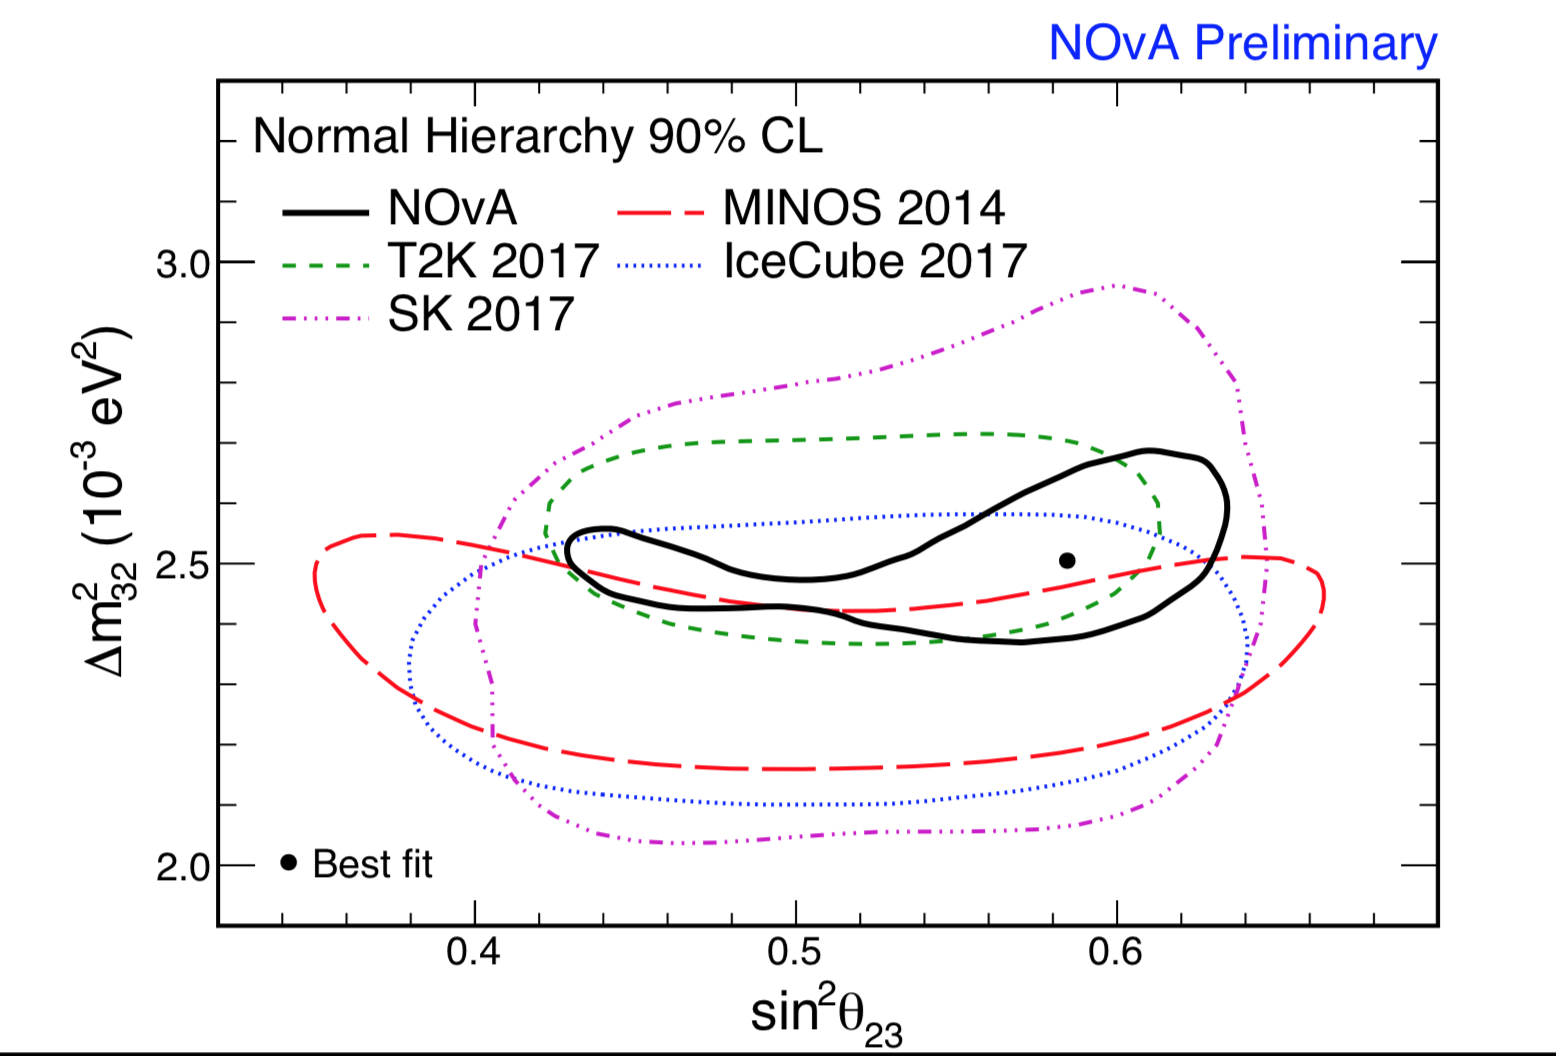 NOvA Preliminary
Normal Hierarchy 90% CL
NOvA
MINOS 2014
T2K 2017
IceCube 2017
SK 2017
3.0
2.5
2.0
Δm²₃₂ (10⁻³ eV²)
Best fit
0.4 0.5 0.6
sin²θ₂₃